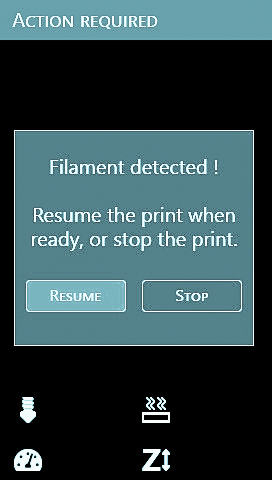 Action required
Filament detected !
Resume the print when
ready, or stop the print.
Resume
Stop
Z